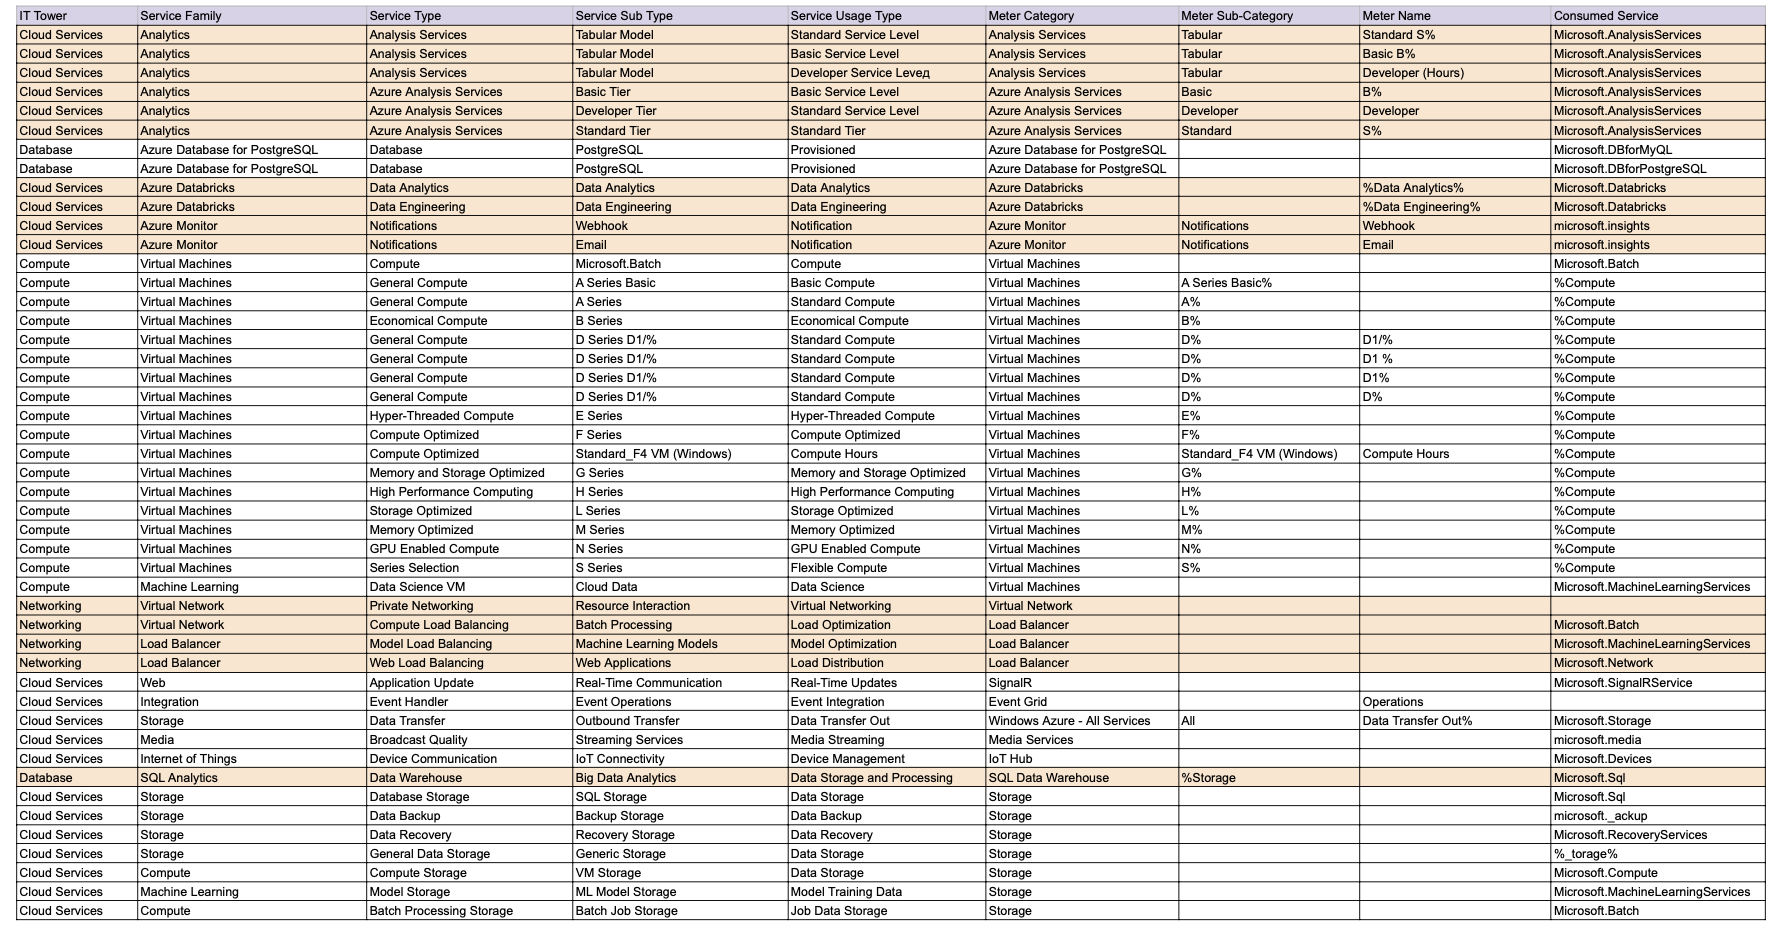 IT Tower Service Family Service Type Service Sub Type Service Usage Type Meter Category Meter Sub-Category Meter Name Consumed Service
Cloud Services Analytics Analysis Services Tabular Model Standard Service Level Analysis Services Tabular Standard S% Microsoft.AnalysisServices
Cloud Services Analytics Analysis Services Tabular Model Basic Service Level Analysis Services Tabular Basic B% Microsoft.AnalysisServices
Cloud Services Analytics Analysis Services Tabular Model Developer Service Leveд Analysis Services Tabular Developer (Hours) Microsoft.AnalysisServices
Cloud Services Analytics Azure Analysis Services Basic Tier Basic Service Level Azure Analysis Services Basic B% Microsoft.AnalysisServices
Cloud Services Analytics Azure Analysis Services Developer Tier Standard Service Level Azure Analysis Services Developer Developer Microsoft.AnalysisServices
Cloud Services Analytics Azure Analysis Services Standard Tier Standard Tier Azure Analysis Services Standard S% Microsoft.AnalysisServices
Database Azure Database for PostgreSQL Database PostgreSQL Provisioned Azure Database for PostgreSQL Microsoft.DBforMyQL
Database Azure Database for PostgreSQL Database PostgreSQL Provisioned Azure Database for PostgreSQL Microsoft.DBforPostgreSQL
Cloud Services Azure Databricks Data Analytics Data Analytics Data Analytics Azure Databricks %Data Analytics% Microsoft.Databricks
Cloud Services Azure Databricks Data Engineering Data Engineering Data Engineering Azure Databricks %Data Engineering% Microsoft.Databricks
Cloud Services Azure Monitor Notifications Webhook Notification Azure Monitor Notifications Webhook microsoft.insights
Cloud Services Azure Monitor Notifications Email Notification Azure Monitor Notifications Email microsoft.insights
Compute Virtual Machines Compute Microsoft.Batch Compute Virtual Machines Microsoft.Batch
Compute Virtual Machines General Compute A Series Basic Basic Compute Virtual Machines A Series Basic% %Compute
Compute Virtual Machines General Compute A Series Standard Compute Virtual Machines A% %Compute
Compute Virtual Machines Economical Compute B Series Economical Compute Virtual Machines B% %Compute
Compute Virtual Machines General Compute D Series D1/% Standard Compute Virtual Machines D% D1/% %Compute
Compute Virtual Machines General Compute D Series D1/% Standard Compute Virtual Machines D% D1 % %Compute
Compute Virtual Machines General Compute D Series D1/% Standard Compute Virtual Machines D% D1% %Compute
Compute Virtual Machines General Compute D Series D1/% Standard Compute Virtual Machines D% D% %Compute
Compute Virtual Machines Hyper-Threaded Compute E Series Hyper-Threaded Compute Virtual Machines E% %Compute
Compute Virtual Machines Compute Optimized F Series Compute Optimized Virtual Machines F% %Compute
Compute Virtual Machines Compute Optimized Standard_F4 VM (Windows) Compute Hours Virtual Machines Standard_F4 VM (Windows) Compute Hours %Compute
Compute Virtual Machines Memory and Storage Optimized G Series Memory and Storage Optimized Virtual Machines G% %Compute
Compute Virtual Machines High Performance Computing H Series High Performance Computing Virtual Machines H% %Compute
Compute Virtual Machines Storage Optimized L Series Storage Optimized Virtual Machines L% %Compute
Compute Virtual Machines Memory Optimized M Series Memory Optimized Virtual Machines M% %Compute
Compute Virtual Machines GPU Enabled Compute N Series GPU Enabled Compute Virtual Machines N% %Compute
Compute Virtual Machines Series Selection S Series Flexible Compute Virtual Machines S% %Compute
Compute Machine Learning Data Science VM Cloud Data Data Science Virtual Machines Microsoft.MachineLearningServices
Networking Virtual Network Private Networking Resource Interaction Virtual Networking Virtual Network
Networking Virtual Network Compute Load Balancing Batch Processing Load Optimization Load Balancer Microsoft.Batch
Networking Load Balancer Model Load Balancing Machine Learning Models Model Optimization Load Balancer Microsoft.MachineLearningServices
Networking Load Balancer Web Load Balancing Web Applications Load Distribution Load Balancer Microsoft.Network
Cloud Services Web Application Update Real-Time Communication Real-Time Updates SignalR Microsoft.SignalRService
Cloud Services Integration Event Handler Event Operations Event Integration Event Grid Operations
Cloud Services Storage Data Transfer Outbound Transfer Data Transfer Out Windows Azure - All Services All Data Transfer Out% Microsoft.Storage
Cloud Services Media Broadcast Quality Streaming Services Media Streaming Media Services microsoft.media
Cloud Services Internet of Things Device Communication IoT Connectivity Device Management IoT Hub Microsoft.Devices
Database SQL Analytics Data Warehouse Big Data Analytics Data Storage and Processing SQL Data Warehouse %Storage Microsoft.Sql
Cloud Services Storage Database Storage SQL Storage Data Storage Storage Microsoft.Sql
Cloud Services Storage Data Backup Backup Storage Data Backup Storage microsoft._ackup
Cloud Services Storage Data Recovery Recovery Storage Data Recovery Storage Microsoft.RecoveryServices
Cloud Services Storage General Data Storage Generic Storage Data Storage Storage %_torage%
Cloud Services Compute Compute Storage VM Storage Data Storage Storage Microsoft.Compute
Cloud Services Machine Learning Model Storage ML Model Storage Model Training Data Storage Microsoft.MachineLearningServices
Cloud Services Compute Batch Processing Storage Batch Job Storage Job Data Storage Storage Microsoft.Batch